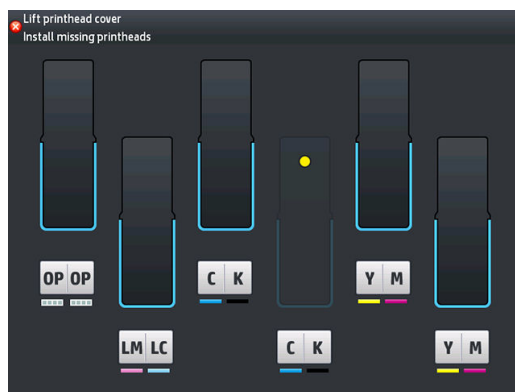 Lift printhead cover
Install missing printheads
OP OP
C K
Y M
LM LC
C K
Y M